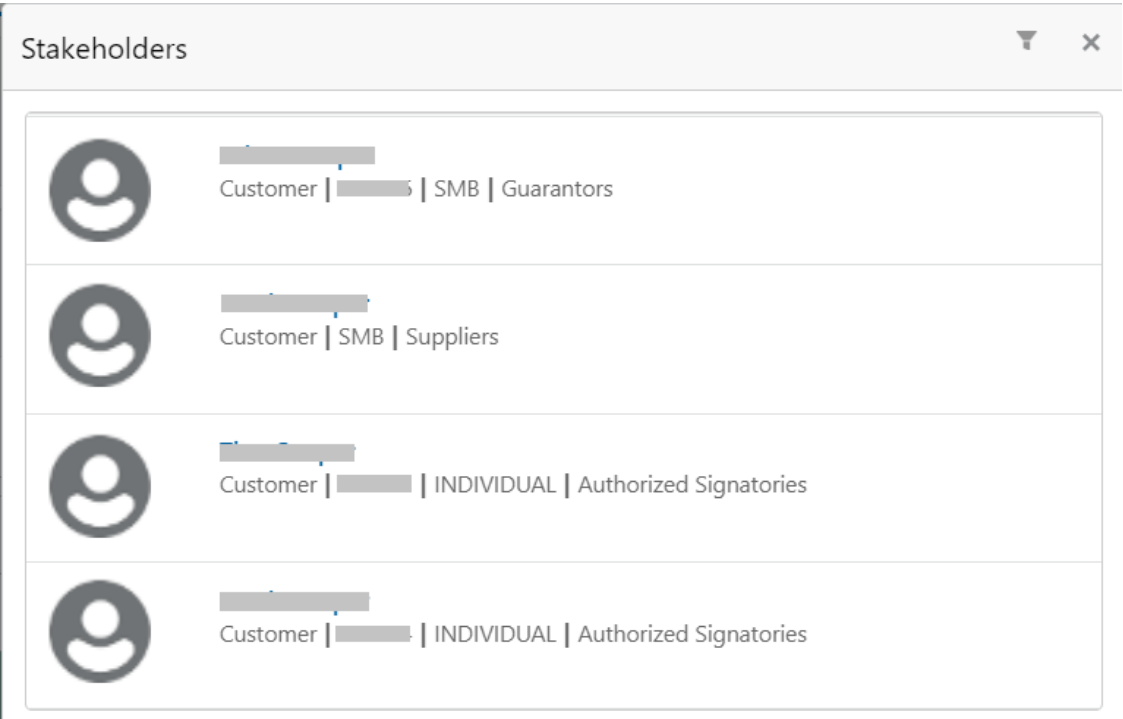 Stakeholders
Customer | | SMB | Guarantors
Customer | SMB | Suppliers
Customer | | INDIVIDUAL | Authorized Signatories
Customer | | INDIVIDUAL | Authorized Signatories